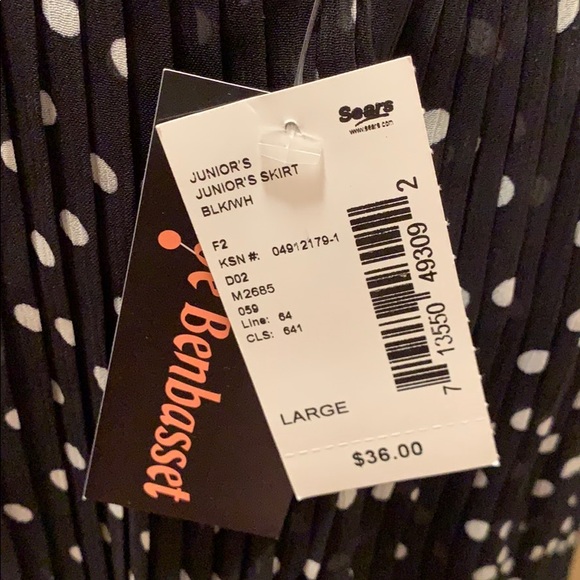 Sears
www.sears.com
JUNIOR'S
JUNIOR'S SKIRT
BLK/WH
F2
KSN #: 04912179-1
D02
M2685
059
Line: 64
CLS: 641
7 13550 49309 2
LARGE
$36.00
Benbasset